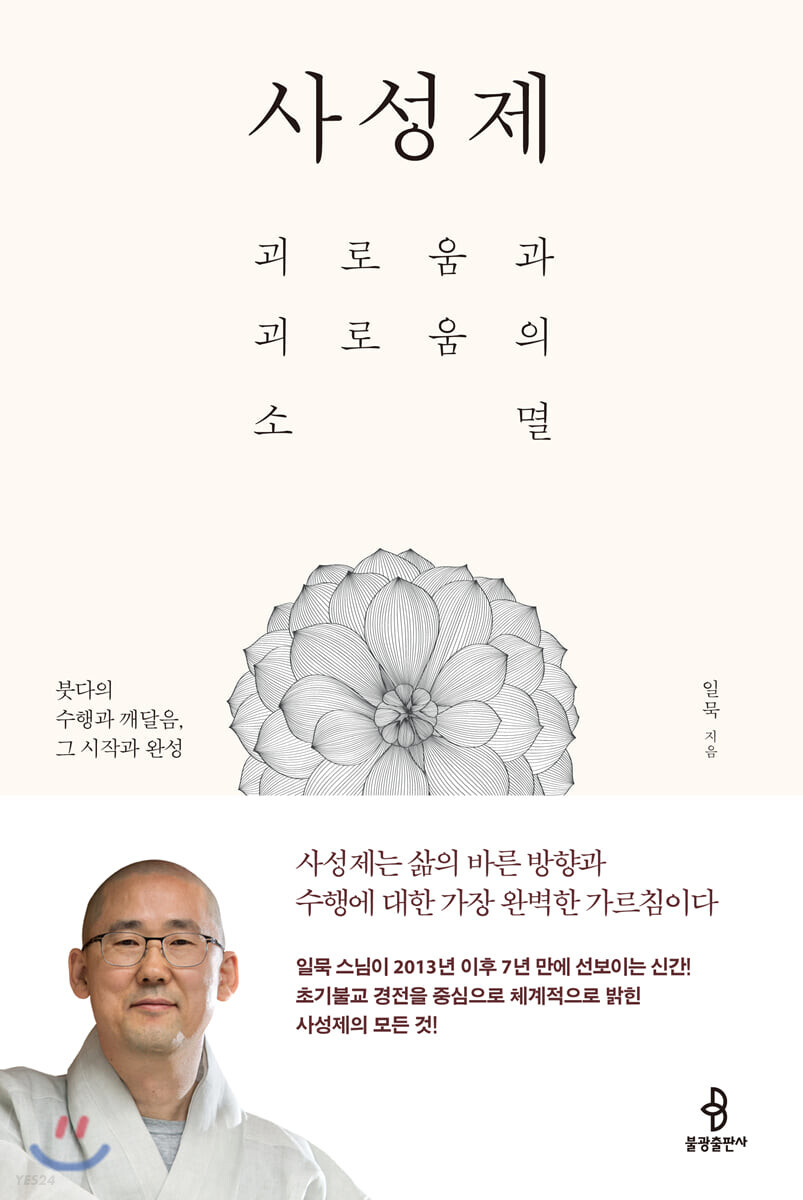 사성제
괴로움과
괴로움의
소멸
붓다의
수행과 깨달음,
그 시작과 완성
일묵 지음
사성제는 삶의 바른 방향과
수행에 대한 가장 완벽한 가르침이다
일묵 스님이 2013년 이후 7년 만에 선보이는 신간!
초기불교 경전을 중심으로 체계적으로 밝힌
사성제의 모든 것!
불광출판사
YES24